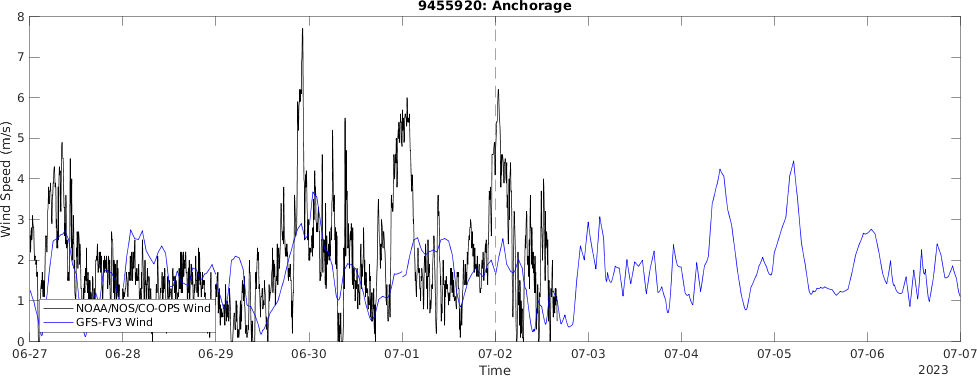 9455920: Anchorage
Wind Speed (m/s)
8
7
6
5
4
3
2
1
0
NOAA/NOS/CO-OPS Wind
GFS-FV3 Wind
06-27 06-28 06-29 06-30 07-01 07-02 07-03 07-04 07-05 07-06 07-07
Time
2023